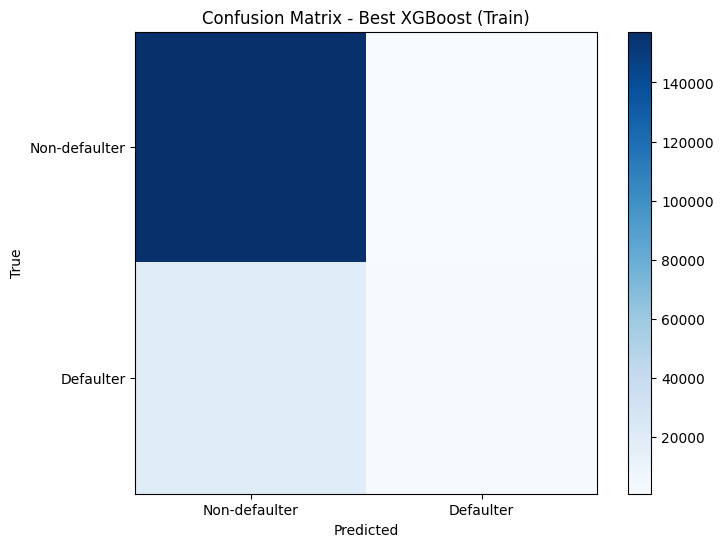 Confusion Matrix - Best XGBoost (Train)
Non-defaulter
Defaulter
True
Non-defaulter
Defaulter
Predicted
140000
120000
100000
80000
60000
40000
20000